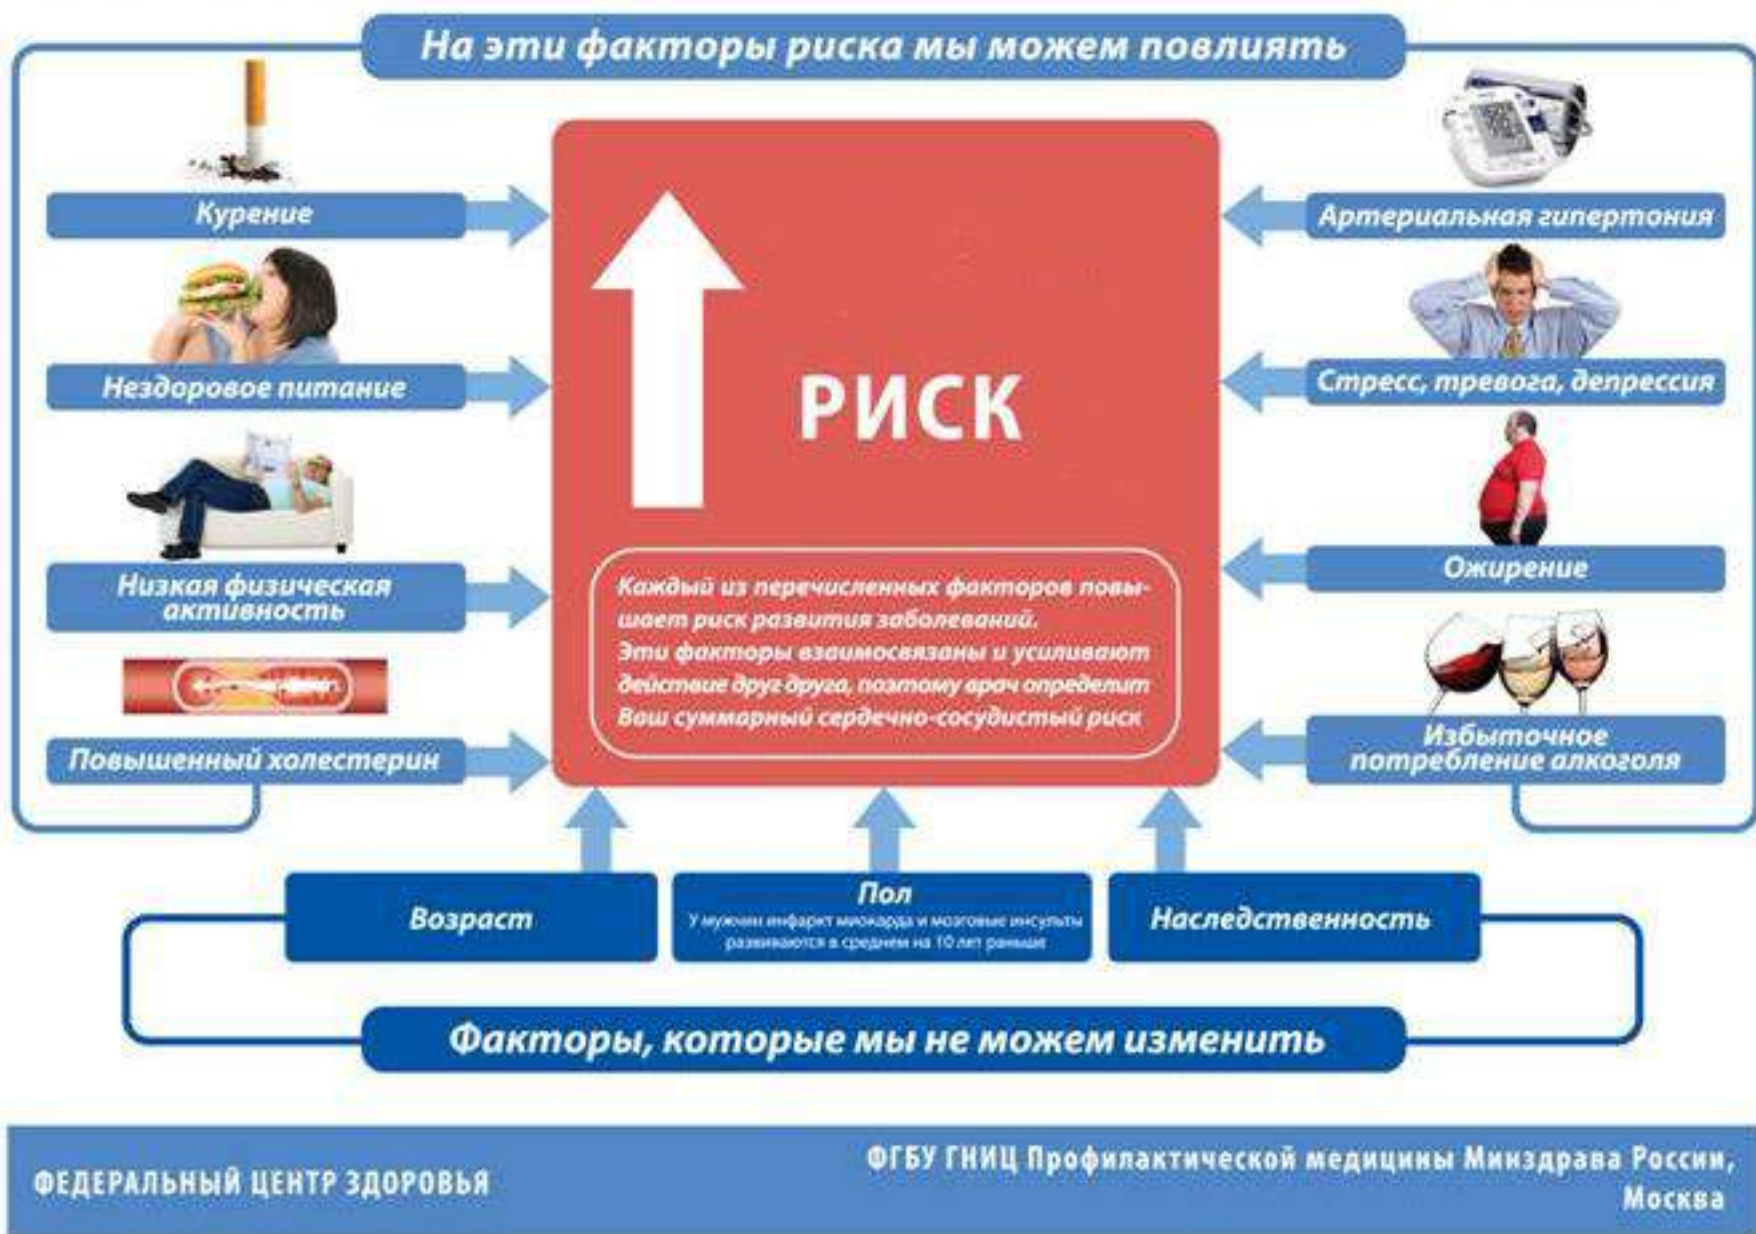 На эти факторы риска мы можем повлиять
Курение
Нездоровое питание
Низкая физическая
активность
Повышенный холестерин
РИСК
Каждый из перечисленных факторов повы-
шает риск развития заболеваний.
Эти факторы взаимосвязаны и усиливают
действие друг друга, поэтому врач определит
Ваш суммарный сердечно-сосудистый риск
Артериальная гипертония
Стресс, тревога, депрессия
Ожирение
Избыточное
потребление алкоголя
Возраст
Пол
У мужчин инфаркт миокарда и мозговые инсульты
развиваются в среднем на 10 лет раньше
Наследственность
Факторы, которые мы не можем изменить
ФЕДЕРАЛЬНЫЙ ЦЕНТР ЗДОРОВЬЯ
ФГБУ ГНИЦ Профилактической медицины Минздрава России,
Москва